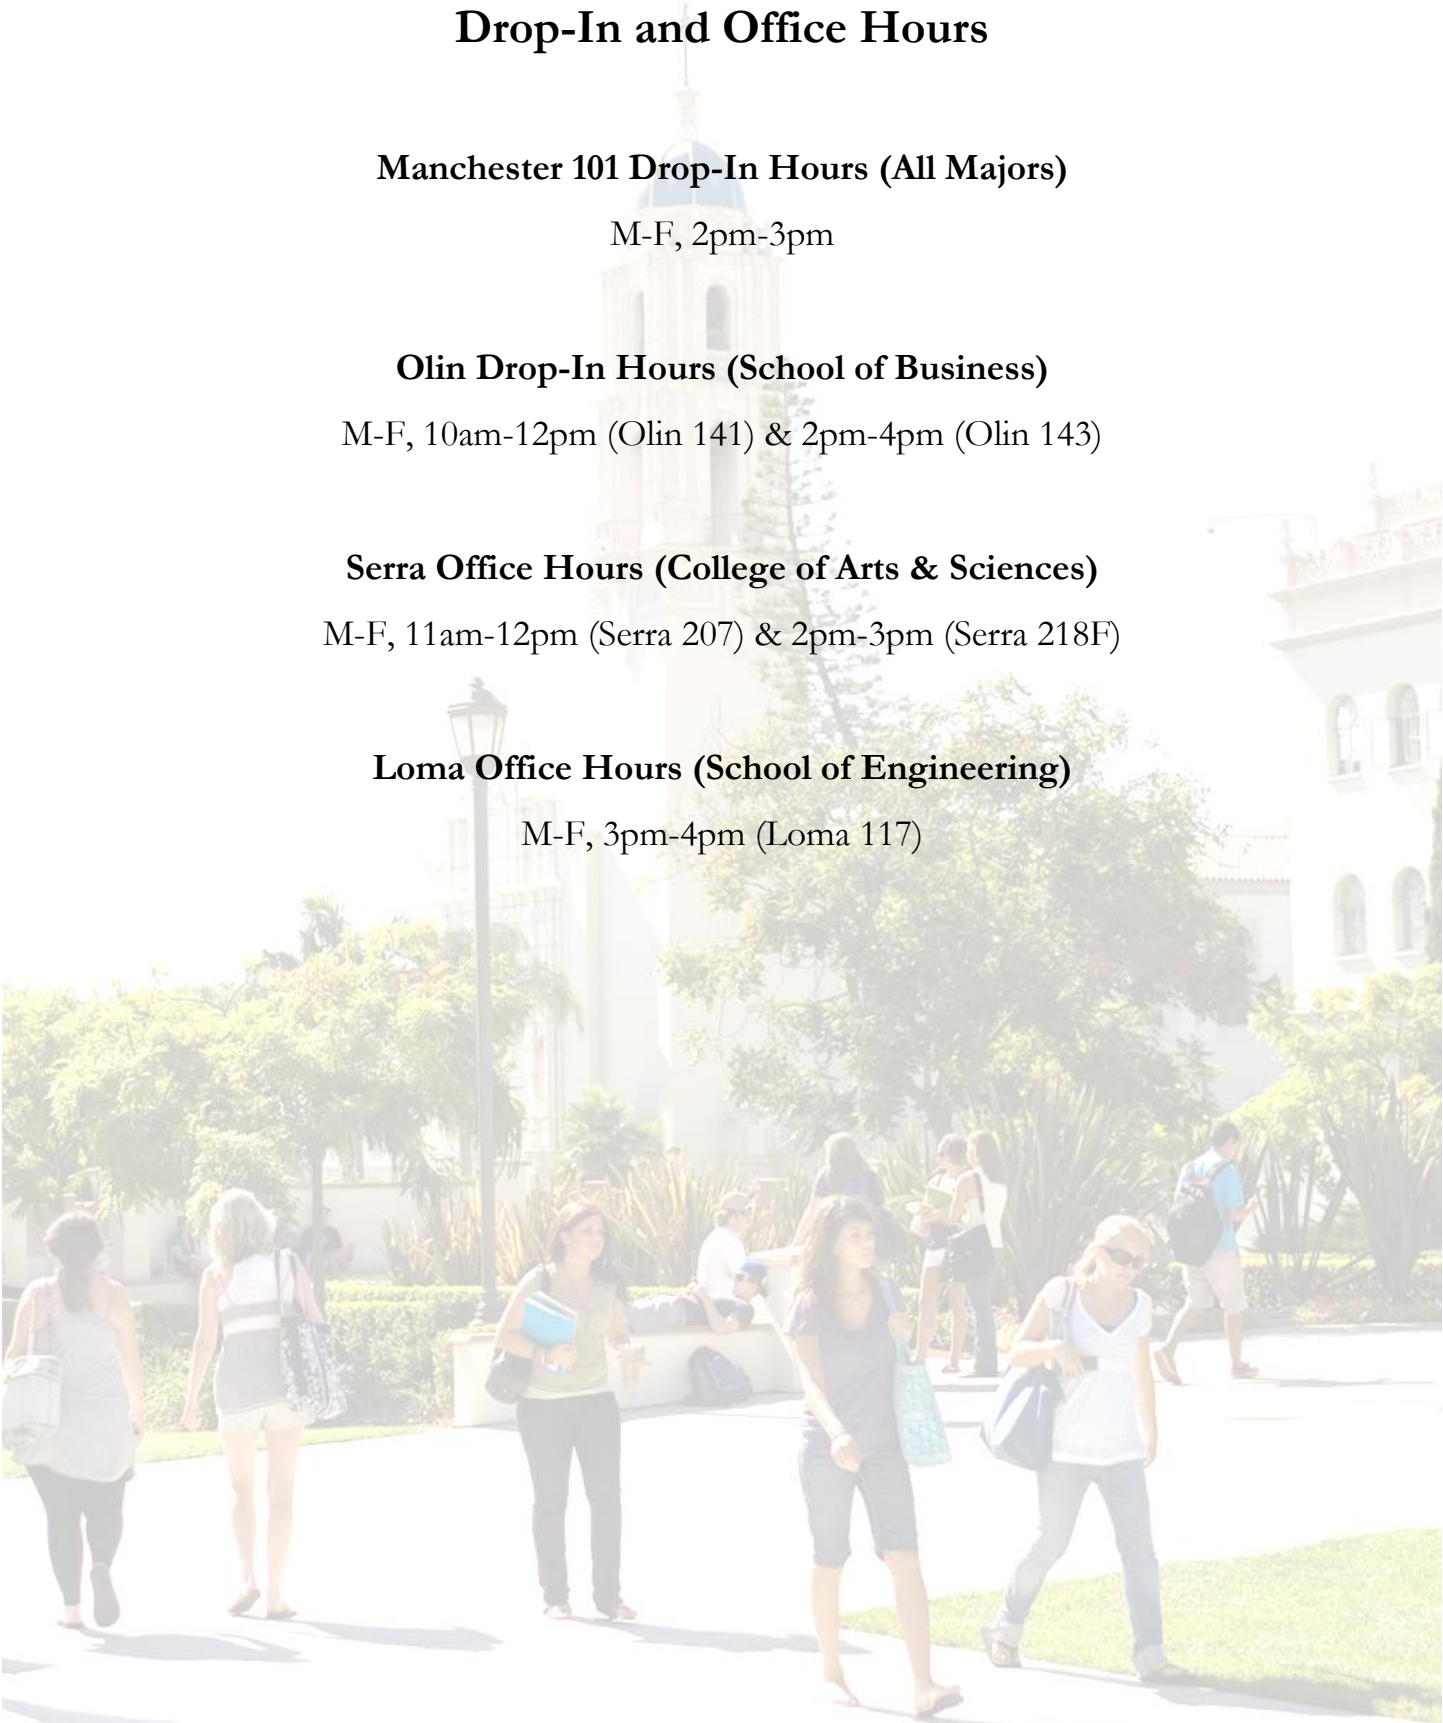 Drop-In and Office Hours
Manchester 101 Drop-In Hours (All Majors)
M-F, 2pm-3pm
Olin Drop-In Hours (School of Business)
M-F, 10am-12pm (Olin 141) & 2pm-4pm (Olin 143)
Serra Office Hours (College of Arts & Sciences)
M-F, 11am-12pm (Serra 207) & 2pm-3pm (Serra 218F)
Loma Office Hours (School of Engineering)
M-F, 3pm-4pm (Loma 117)